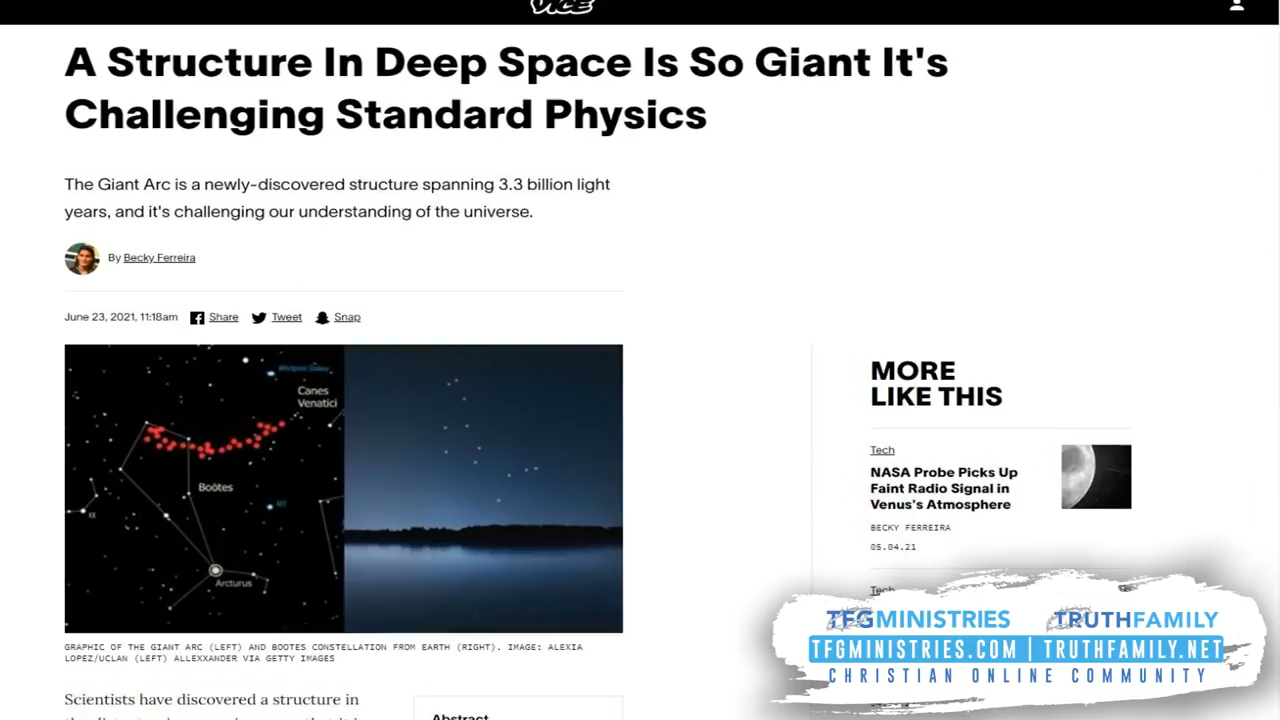 VICE
A Structure In Deep Space Is So Giant It's
Challenging Standard Physics
The Giant Arc is a newly-discovered structure spanning 3.3 billion light
years, and it's challenging our understanding of the universe.
By Becky Ferreira
June 23, 2021, 11:18am Share Tweet Snap
Whirlpool Galaxy
Canes
Venatici
Boötes
Arcturus
GRAPHIC OF THE GIANT ARC (LEFT) AND BOOTES CONSTELLATION FROM EARTH (RIGHT). IMAGE: ALEXIA
LOPEZ/UCLAN (LEFT) ALLEXXANDER VIA GETTY IMAGES
Scientists have discovered a structure in
Abstract
MORE
LIKE THIS
Tech
NASA Probe Picks Up
Faint Radio Signal in
Venus's Atmosphere
BECKY FERREIRA
05.04.21
Tech
TFGMINISTRIES TRUTHFAMILY
TFGMINISTRIES.COM | TRUTHFAMILY.NET
CHRISTIAN ONLINE COMMUNITY